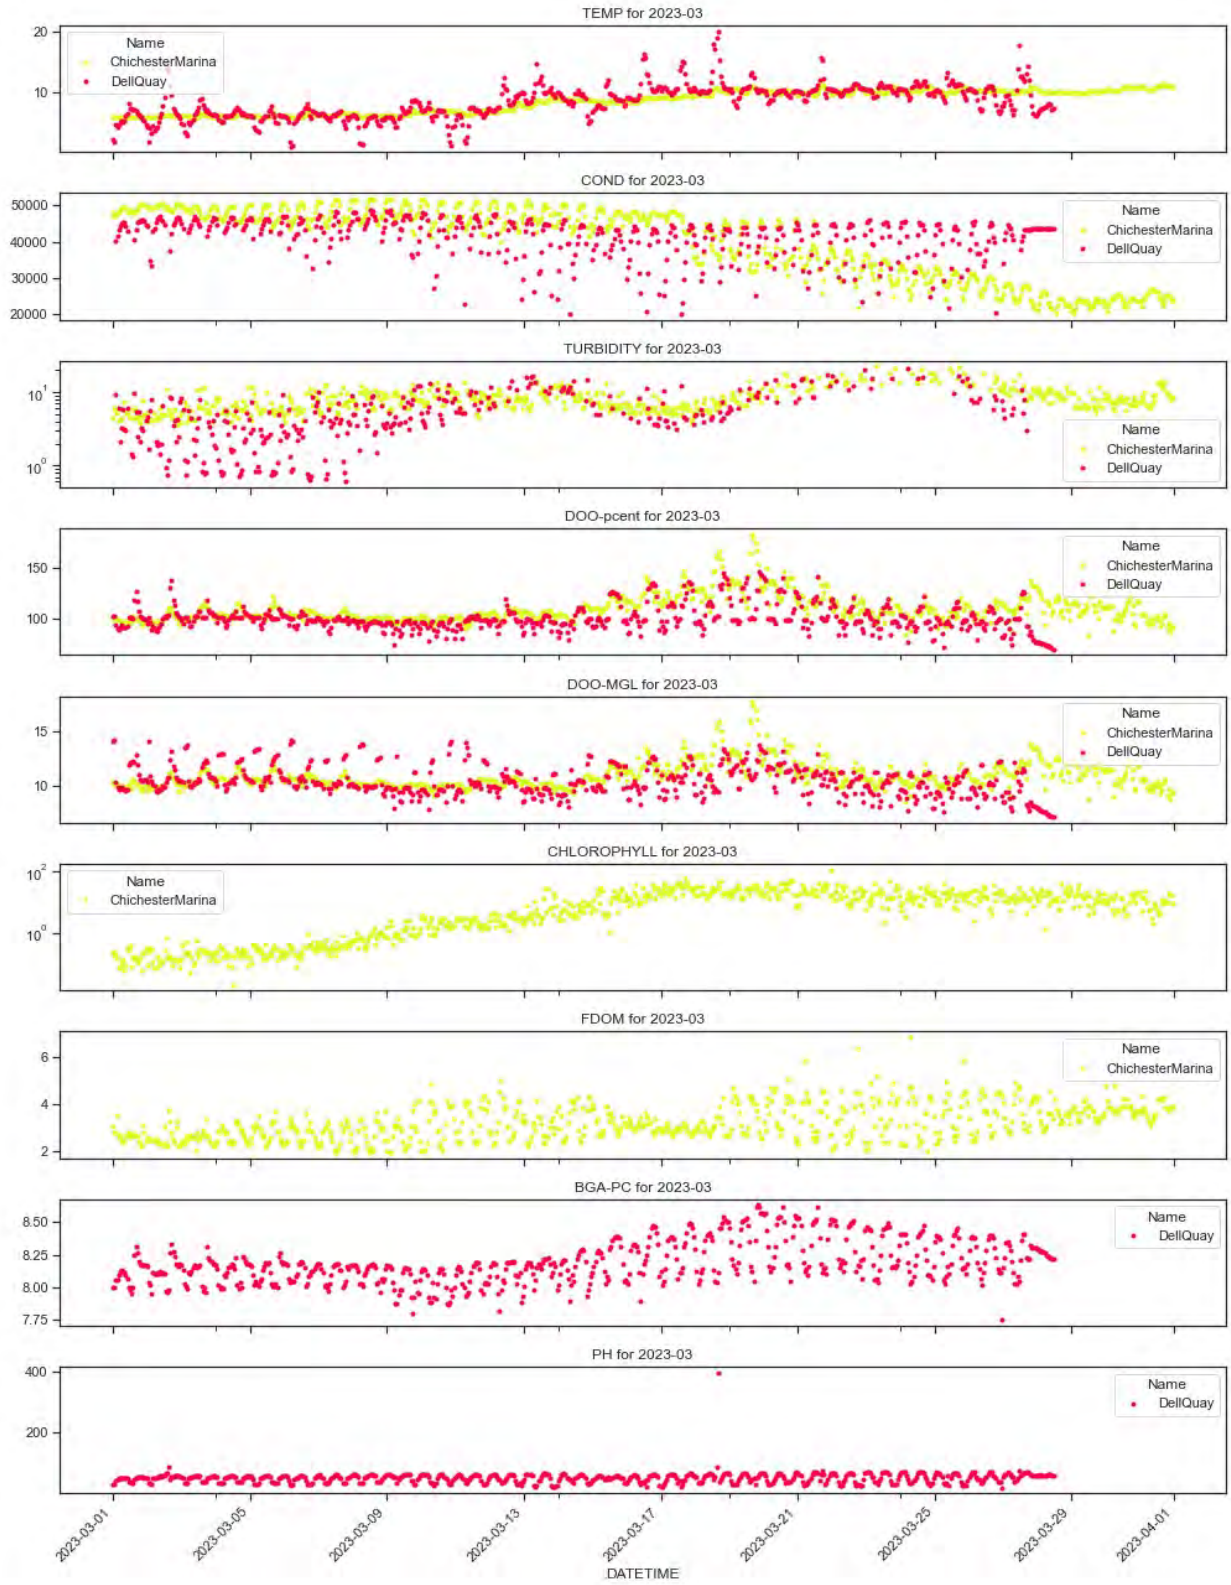 TEMP for 2023-03
20
10
Name
ChichesterMarina
DellQuay
COND for 2023-03
50000
40000
30000
20000
Name
ChichesterMarina
DellQuay
TURBIDITY for 2023-03
10¹
10⁰
Name
ChichesterMarina
DellQuay
DOO-pcent for 2023-03
150
100
Name
ChichesterMarina
DellQuay
DOO-MGL for 2023-03
15
10
Name
ChichesterMarina
DellQuay
CHLOROPHYLL for 2023-03
10²
10⁰
Name
ChichesterMarina
FDOM for 2023-03
6
4
2
Name
ChichesterMarina
BGA-PC for 2023-03
8.50
8.25
8.00
7.75
Name
DellQuay
PH for 2023-03
400
200
Name
DellQuay
2023-03-01
2023-03-05
2023-03-09
2023-03-13
2023-03-17
2023-03-21
2023-03-25
2023-03-29
2023-04-01
DATETIME